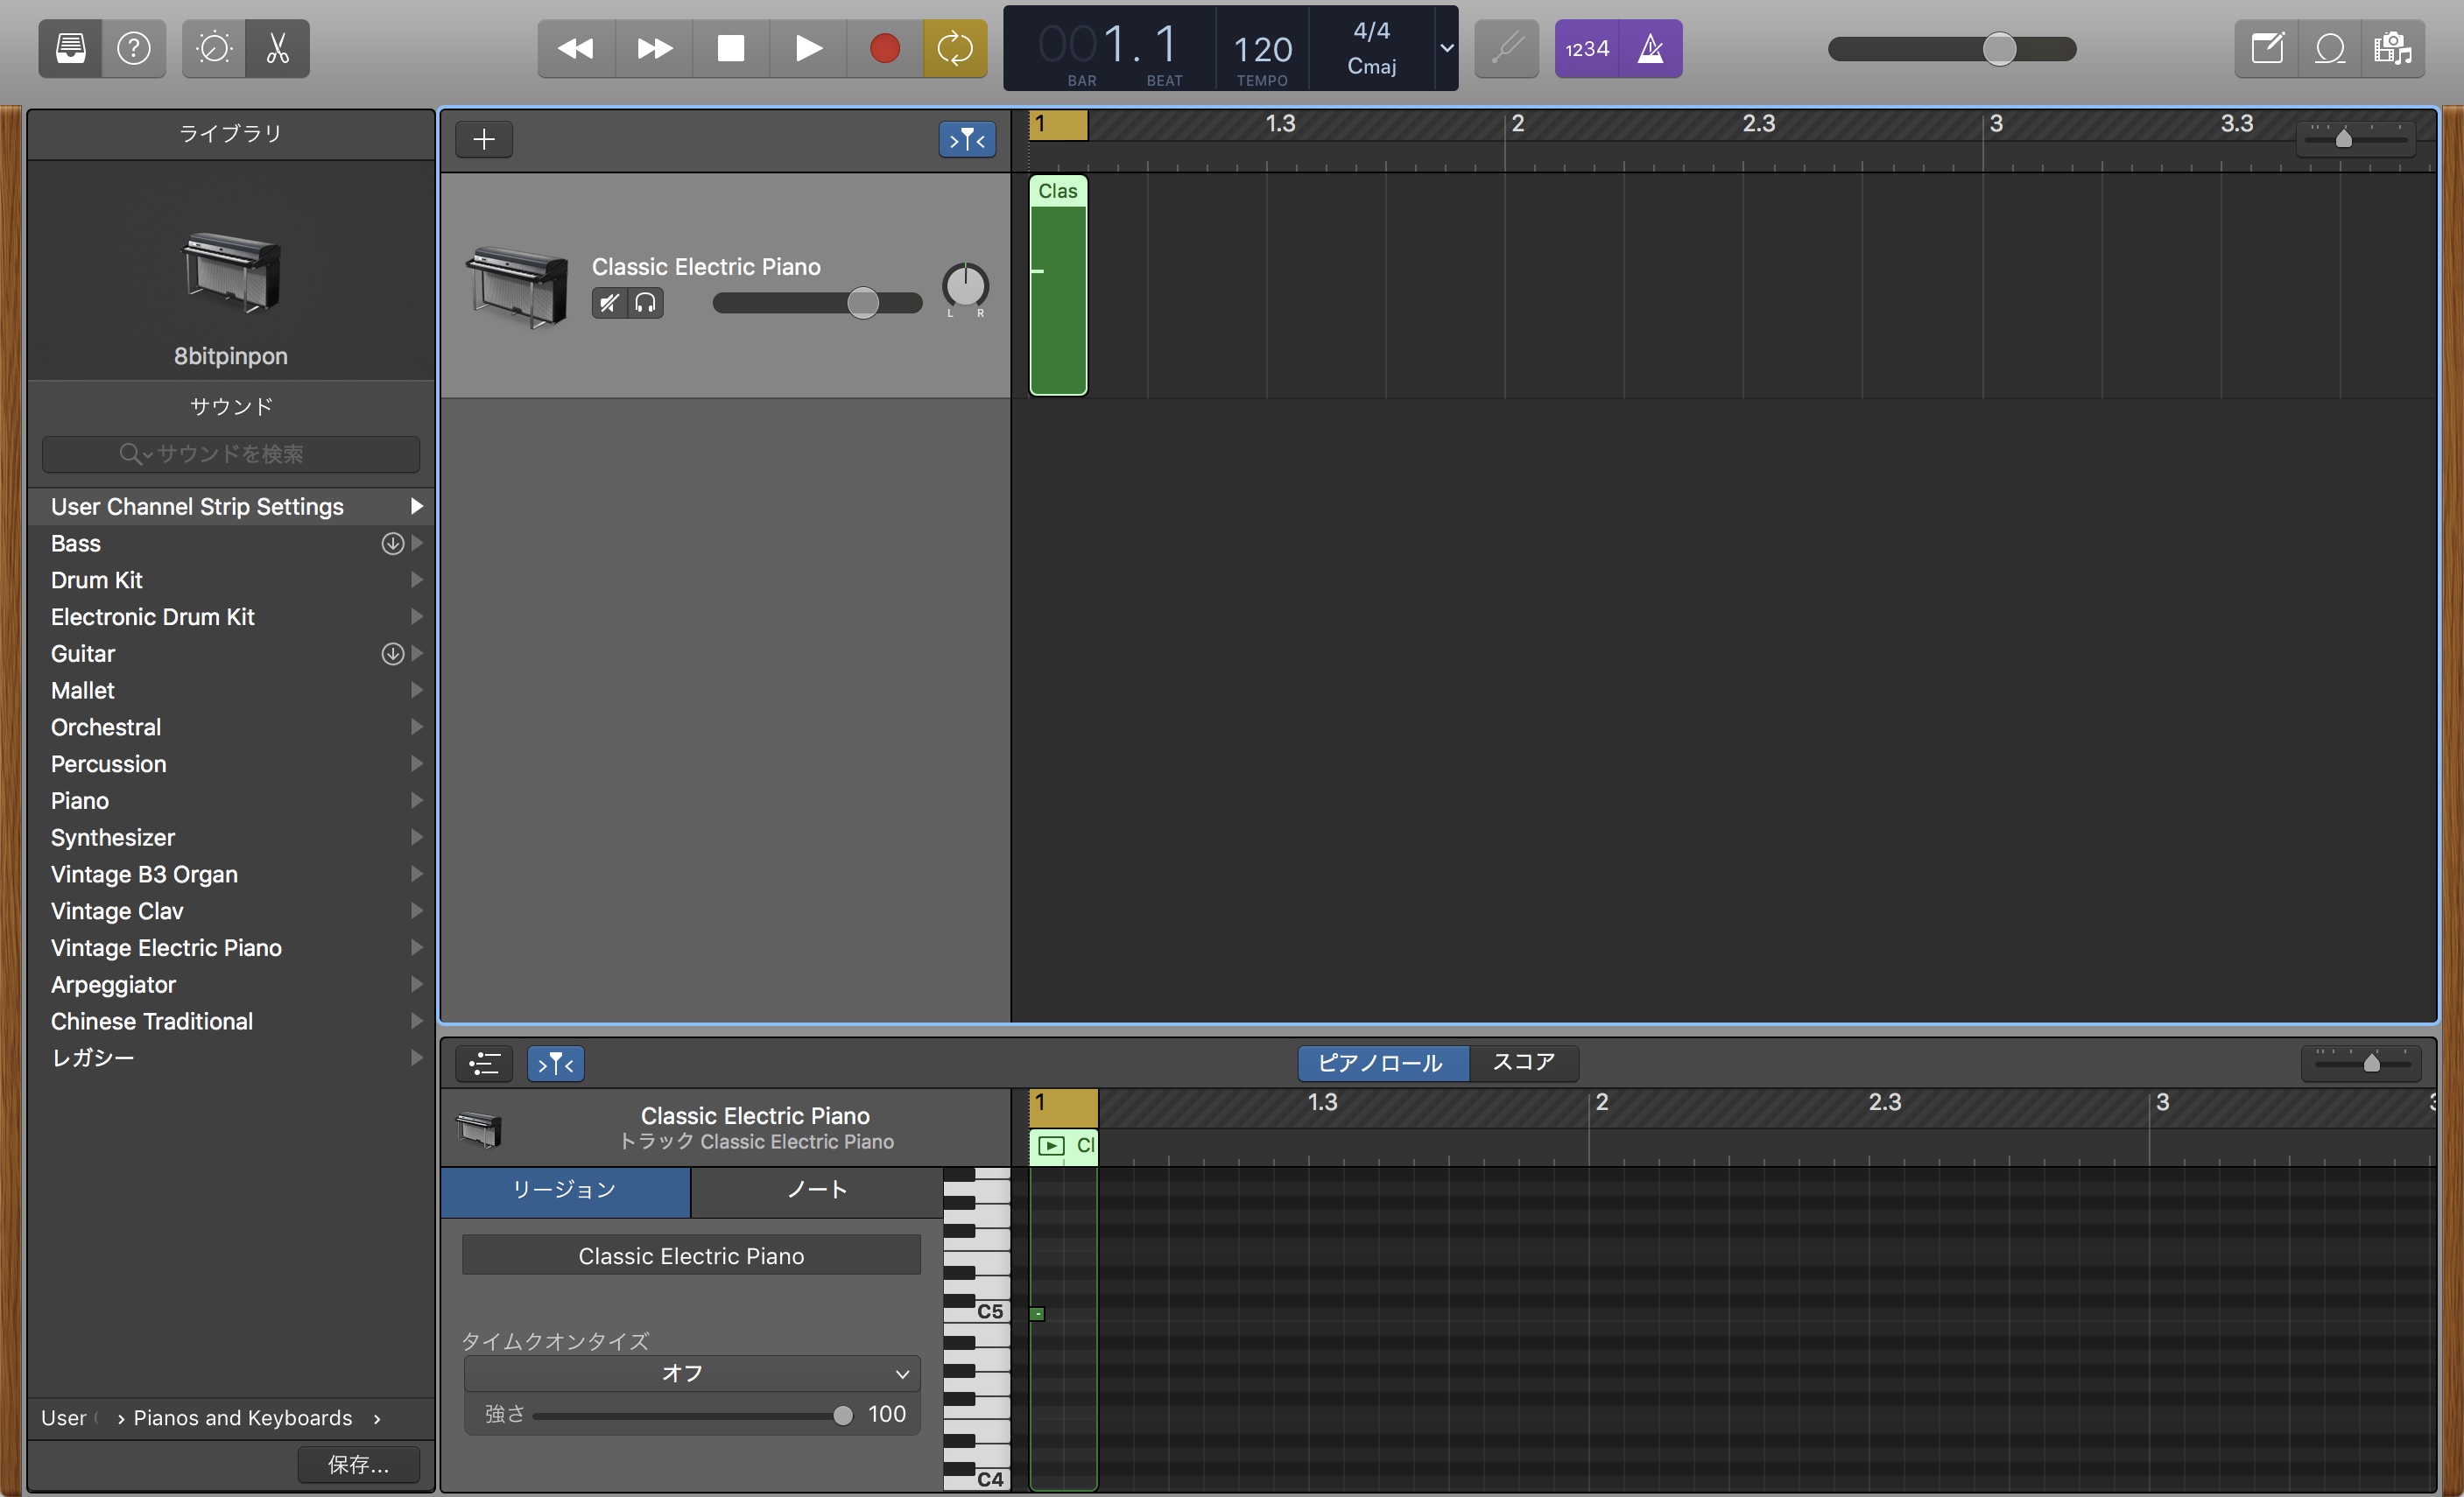 ?
001. 1
BAR
BEAT
120
TEMPO
4/4
Cmaj
1234
ライブラリ
8bitpinpon
サウンド
サウンドを検索
User Channel Strip Settings
Bass
Drum Kit
Electronic Drum Kit
Guitar
Mallet
Orchestral
Percussion
Piano
Synthesizer
Vintage B3 Organ
Vintage Clav
Vintage Electric Piano
Arpeggiator
Chinese Traditional
レガシー
User
Pianos and Keyboards
保存...
Classic Electric Piano
L R
1 1.3 2 2.3 3 3.3
Clas
ピアノロール
スコア
Classic Electric Piano
トラック Classic Electric Piano
1 1.3 2 2.3 3
Cl
リージョン
ノート
Classic Electric Piano
タイムクオンタイズ
オフ
強さ
100
C5
C4